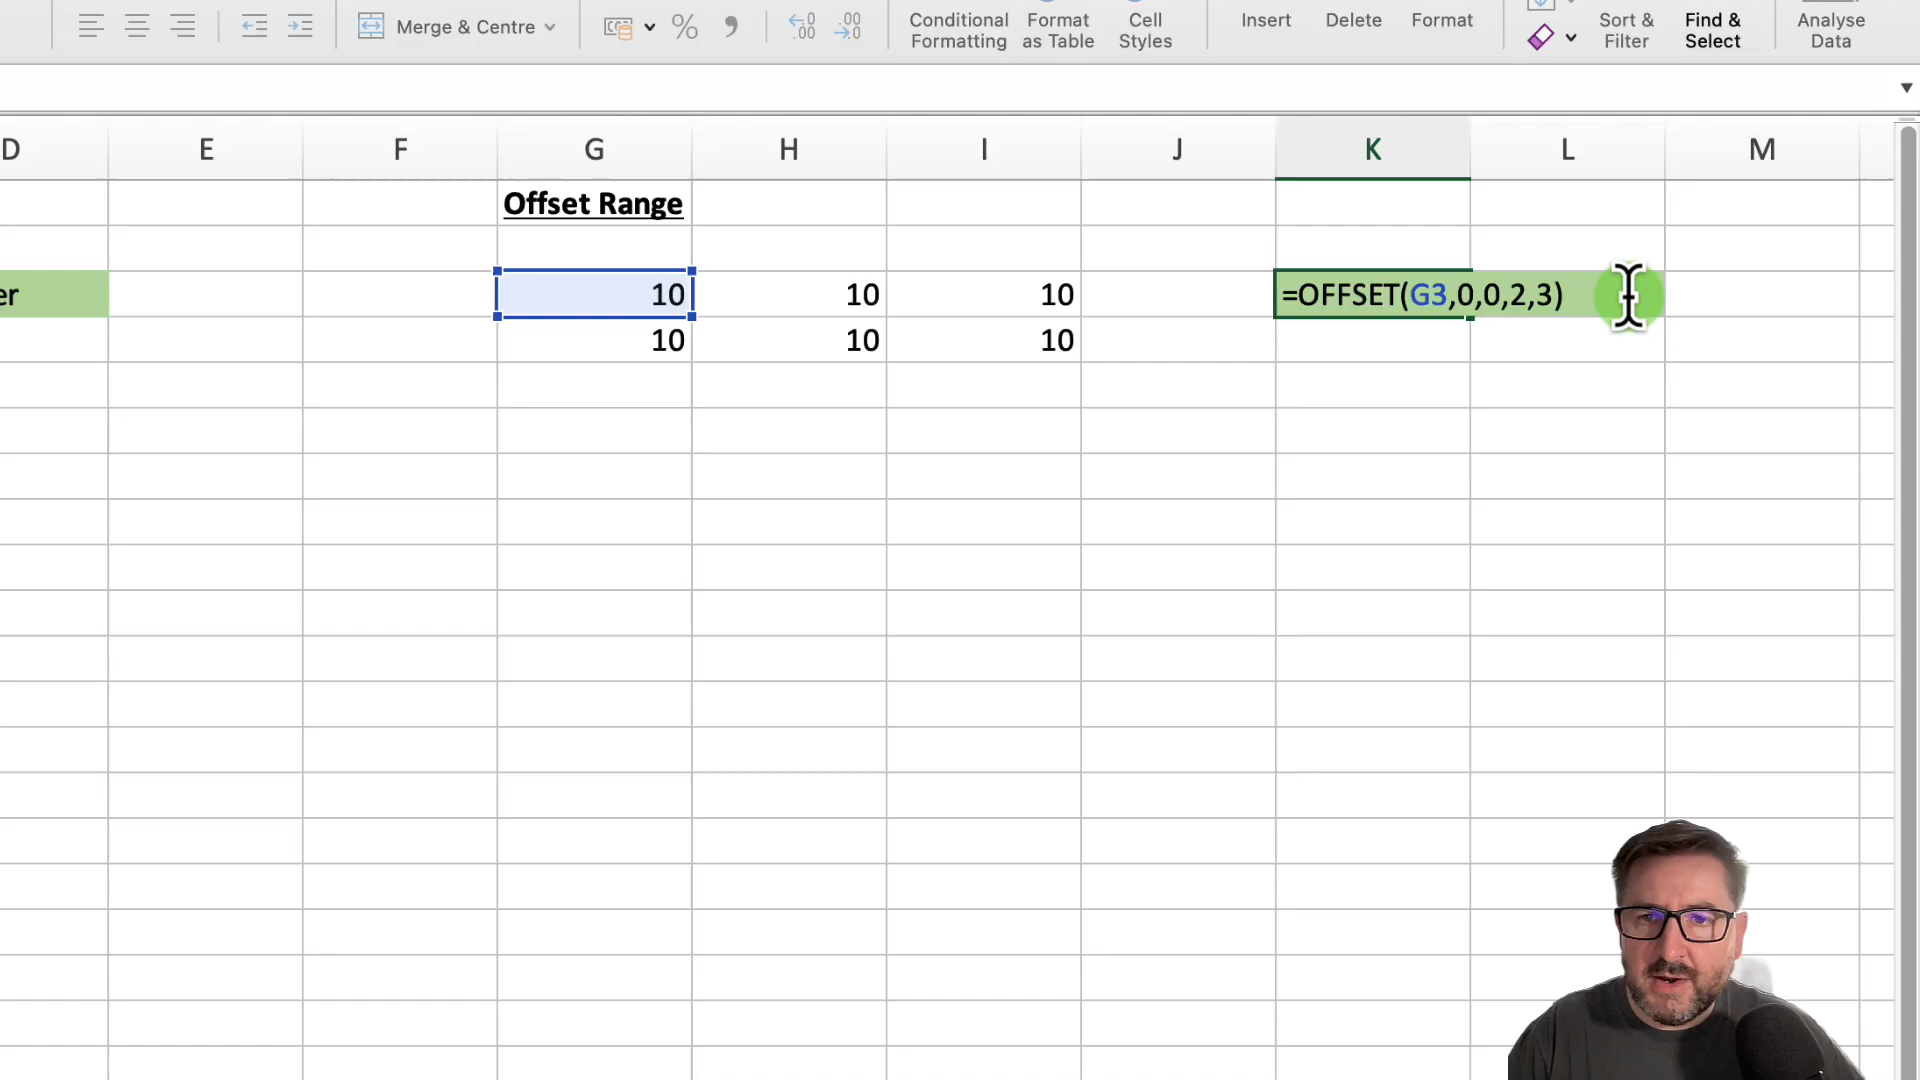 Merge & Centre
Conditional Formatting
Format as Table
Cell Styles
Insert
Delete
Format
Sort & Filter
Find & Select
Analyse Data
D E F G H I J K L M
Offset Range
er 10 10 10 =OFFSET(G3,0,0,2,3)
10 10 10